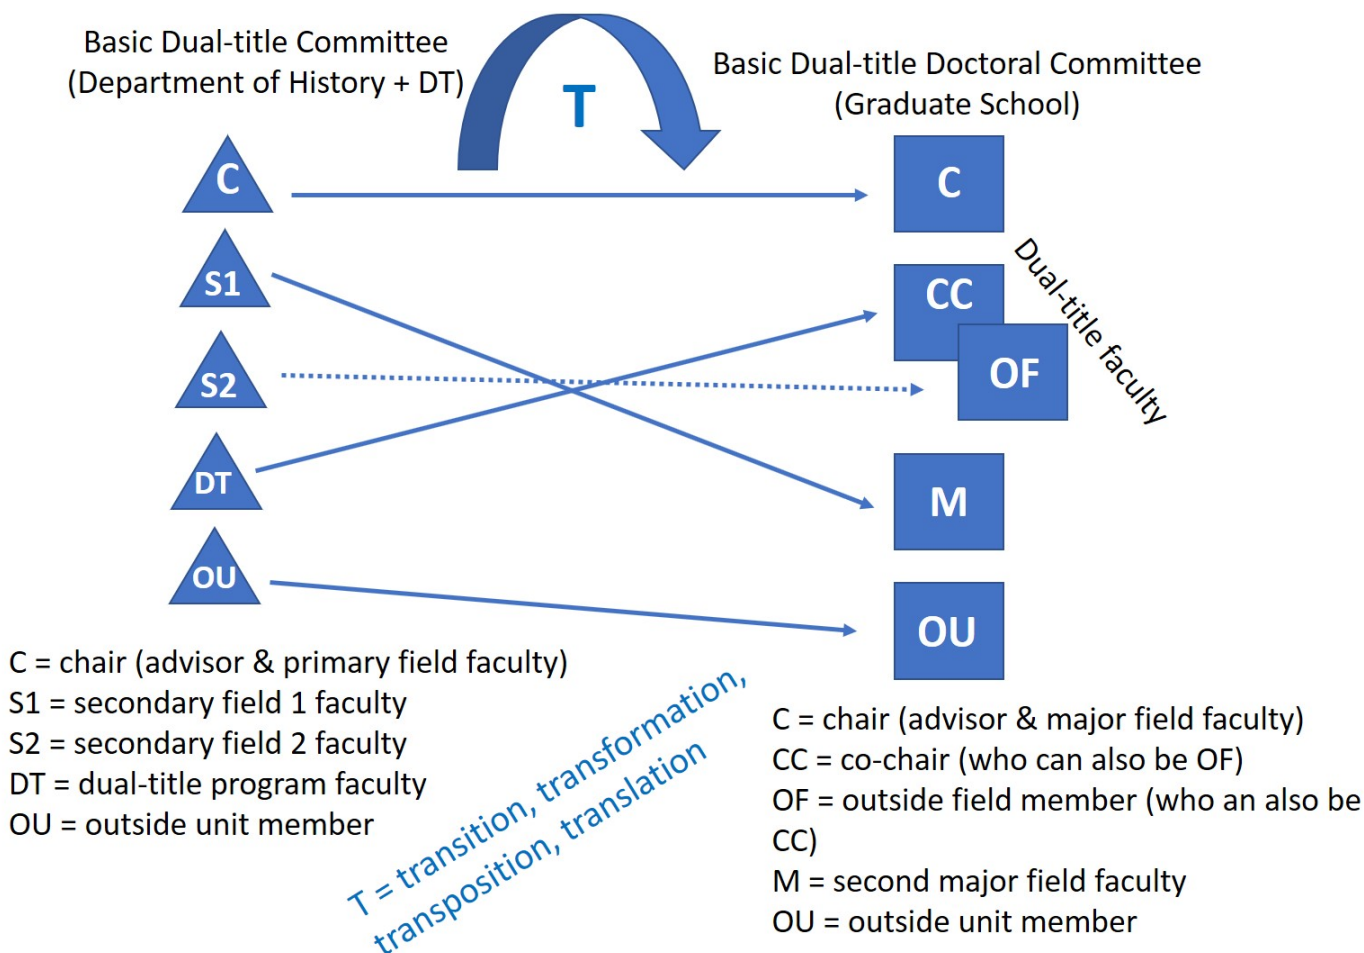 Basic Dual-title Committee
(Department of History + DT)
T
Basic Dual-title Doctoral Committee
(Graduate School)
C
S1
S2
DT
OU
C
CC
OF
Dual-title faculty
M
OU
C = chair (advisor & primary field faculty)
S1 = secondary field 1 faculty
S2 = secondary field 2 faculty
DT = dual-title program faculty
OU = outside unit member
T = transition, transformation,
transposition, translation
C = chair (advisor & major field faculty)
CC = co-chair (who can also be OF)
OF = outside field member (who an also be
CC)
M = second major field faculty
OU = outside unit member